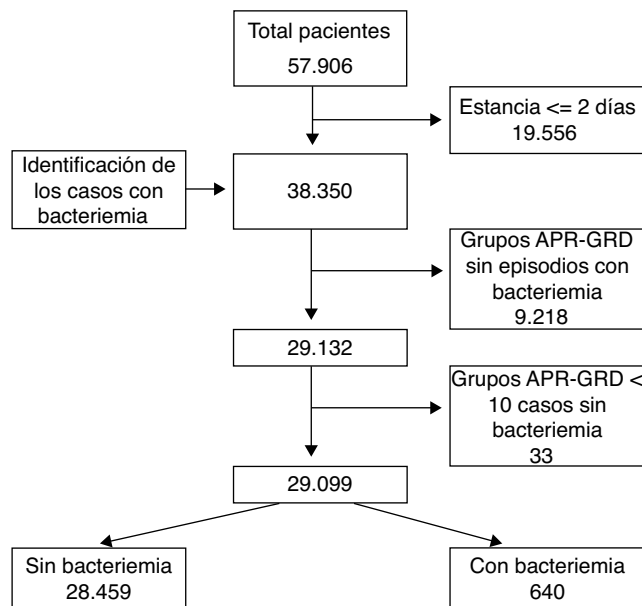 Total pacientes
57.906
Estancia <= 2 días
19.556
Identificación de
los casos con
bacteriemia
38.350
Grupos APR-GRD
sin episodios con
bacteriemia
9.218
29.132
Grupos APR-GRD <
10 casos sin
bacteriemia
33
29.099
Sin bacteriemia
28.459
Con bacteriemia
640